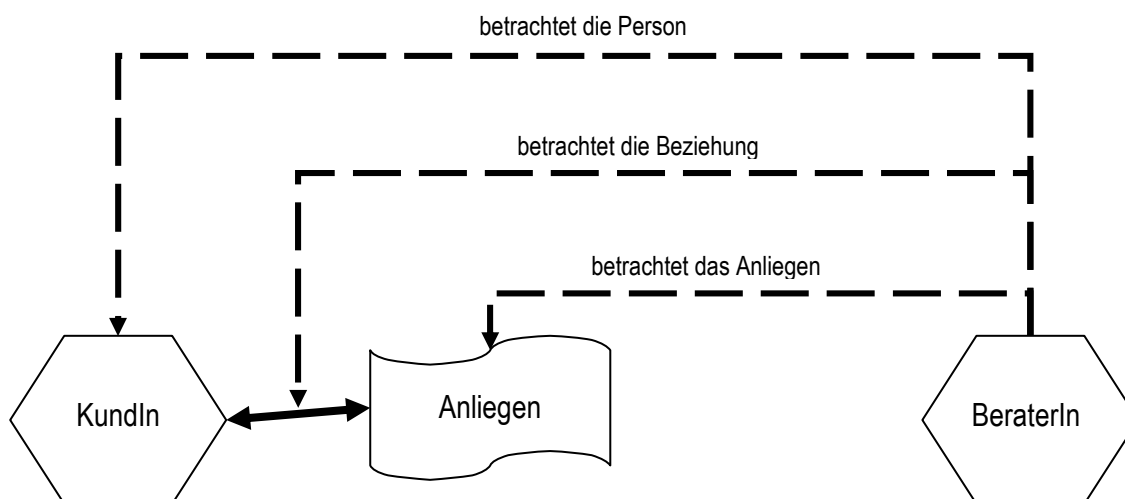 betrachtet die Person
betrachtet die Beziehung
betrachtet das Anliegen
KundIn
Anliegen
BeraterIn